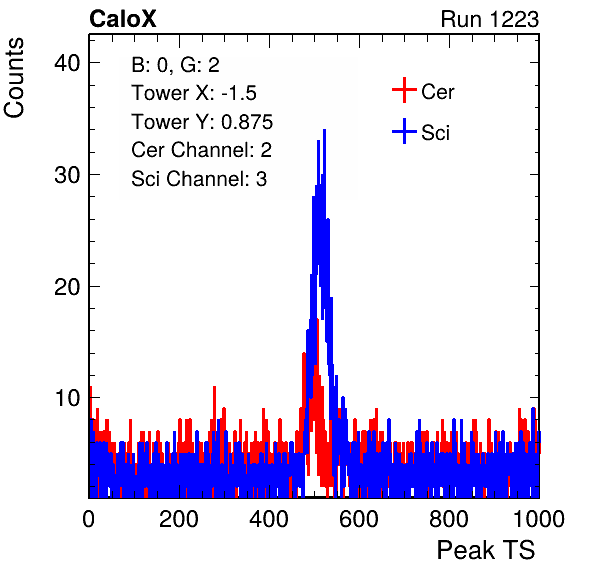 CaloX Run 1223
Counts
40
30
20
10
B: 0, G: 2
Tower X: -1.5
Tower Y: 0.875
Cer Channel: 2
Sci Channel: 3
Cer
Sci
0 200 400 600 800 1000
Peak TS